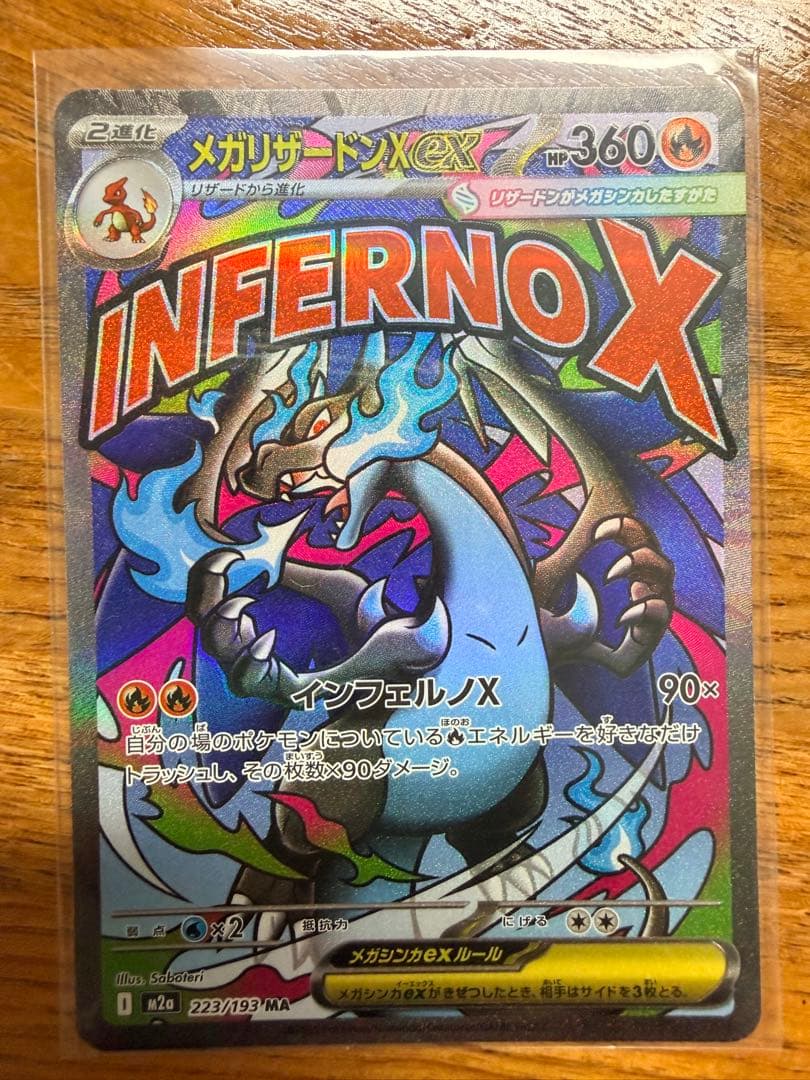 2進化
メガリザードンXex
HP360
リザードから進化
リザードンがメガシンカしたすがた
INFERNO X
インフェルノX 90×
自分の場のポケモンについているエネルギーを好きなだけ
トラッシュし、その枚数×90ダメージ。
弱点 ×2 抵抗力 にげる
メガシンカexルール
メガシンカexがきぜつしたとき、相手はサイドを3枚とる。
Illus. Saboteri
I m2a 223/193 MA